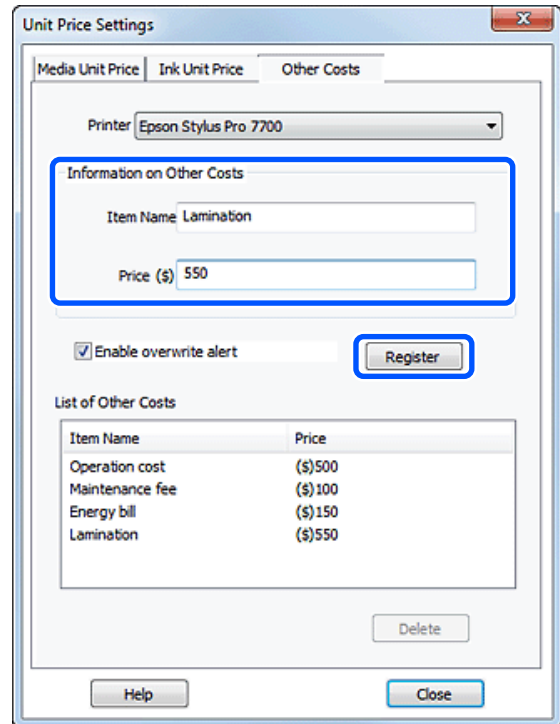 Unit Price Settings
Media Unit Price Ink Unit Price Other Costs
Printer Epson Stylus Pro 7700
Information on Other Costs
Item Name Lamination
Price ($) 550
Enable overwrite alert Register
List of Other Costs
Item Name Price
Operation cost ($)500
Maintenance fee ($)100
Energy bill ($)150
Lamination ($)550
Delete
Help Close